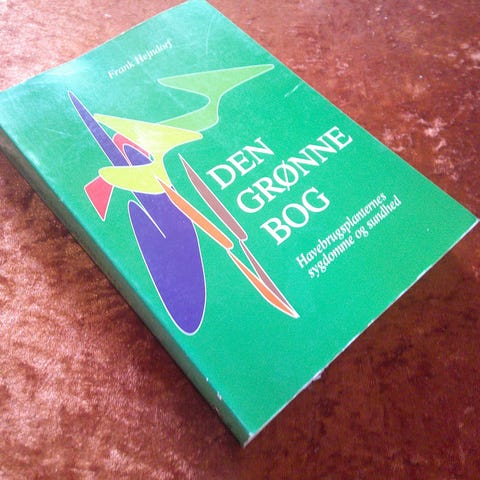 Frank Hejndorf
DEN
GRØNNE
BOG
Havebrugsplanternes
sygdomme og sundhed